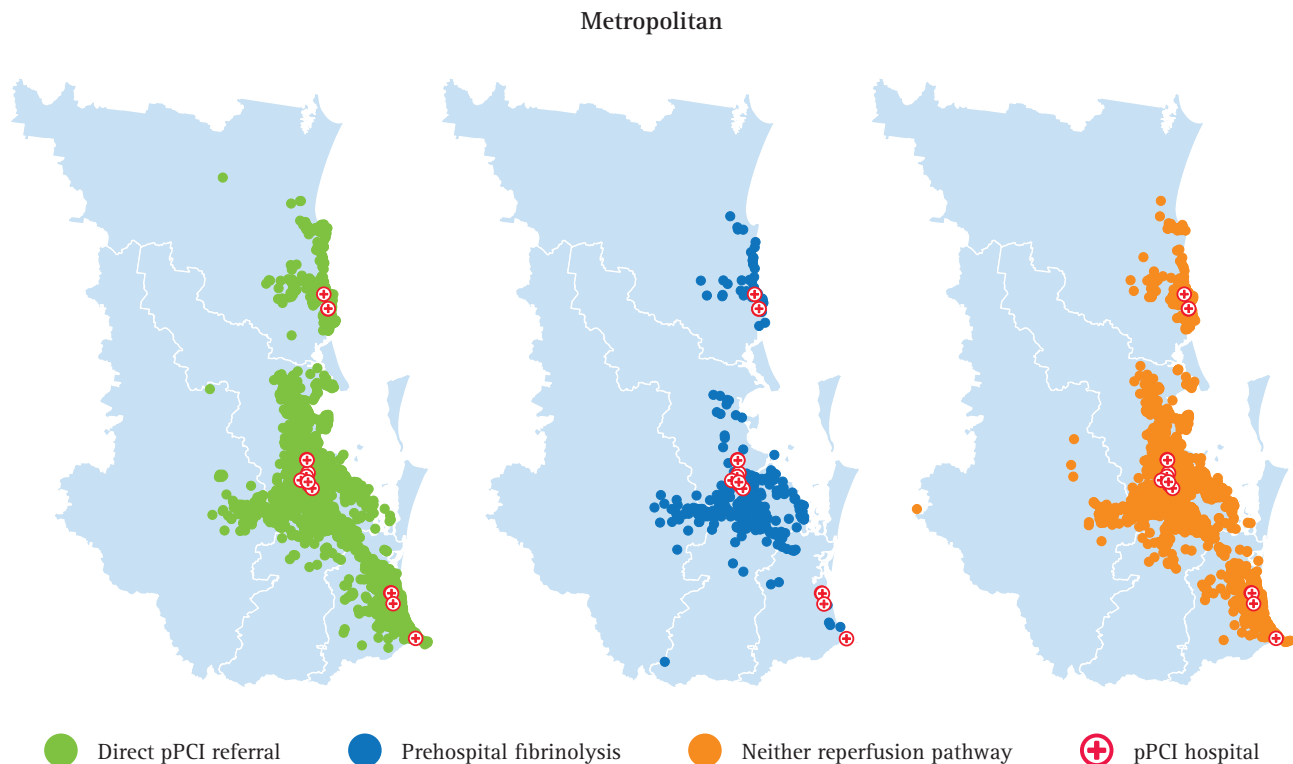 Metropolitan
Direct pPCI referral
Prehospital fibrinolysis
Neither reperfusion pathway
pPCI hospital